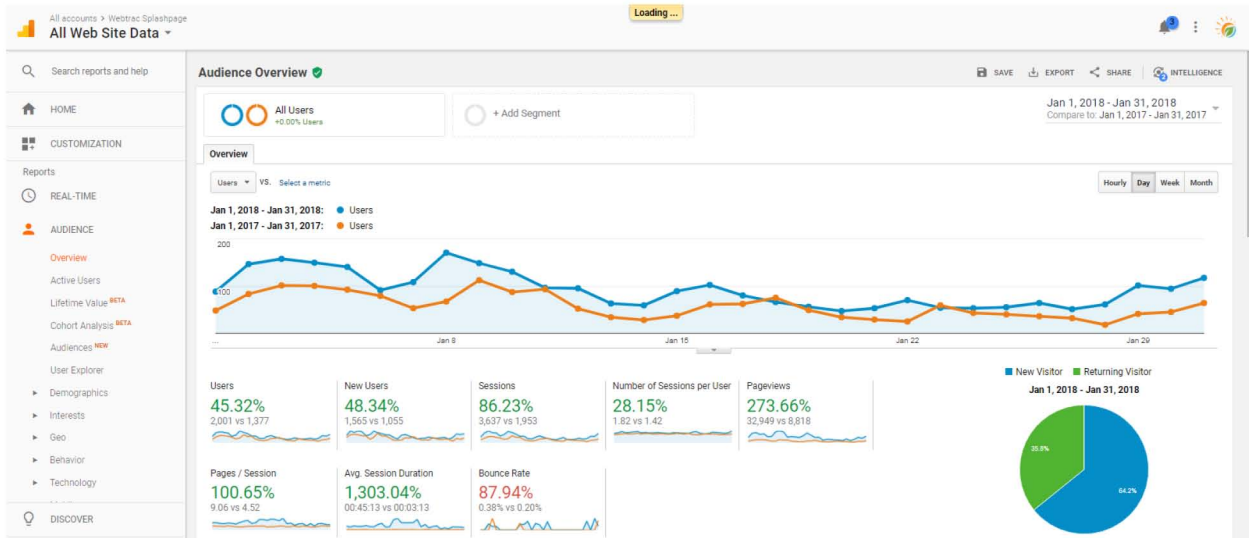 All accounts > Webtrac Splashpage
All Web Site Data
Loading ...
3
Search reports and help
HOME
CUSTOMIZATION
Reports
REAL-TIME
AUDIENCE
Overview
Active Users
Lifetime Value BETA
Cohort Analysis BETA
Audiences NEW
User Explorer
Demographics
Interests
Geo
Behavior
Technology
DISCOVER
Audience Overview
SAVE EXPORT SHARE INTELLIGENCE
2
All Users
+0.00% Users
+ Add Segment
Jan 1, 2018 - Jan 31, 2018
Compare to: Jan 1, 2017 - Jan 31, 2017
Overview
Users VS. Select a metric
Hourly Day Week Month
Jan 1, 2018 - Jan 31, 2018: Users
Jan 1, 2017 - Jan 31, 2017: Users
200
100
... Jan 8 Jan 15 Jan 22 Jan 29
Users
45.32%
2,001 vs 1,377
New Users
48.34%
1,565 vs 1,055
Sessions
86.23%
3,637 vs 1,953
Number of Sessions per User
28.15%
1.82 vs 1.42
Pageviews
273.66%
32,949 vs 8,818
Pages / Session
100.65%
9.06 vs 4.52
Avg. Session Duration
1,303.04%
00:45:13 vs 00:03:13
Bounce Rate
87.94%
0.38% vs 0.20%
New Visitor Returning Visitor
Jan 1, 2018 - Jan 31, 2018
35.8%
64.2%